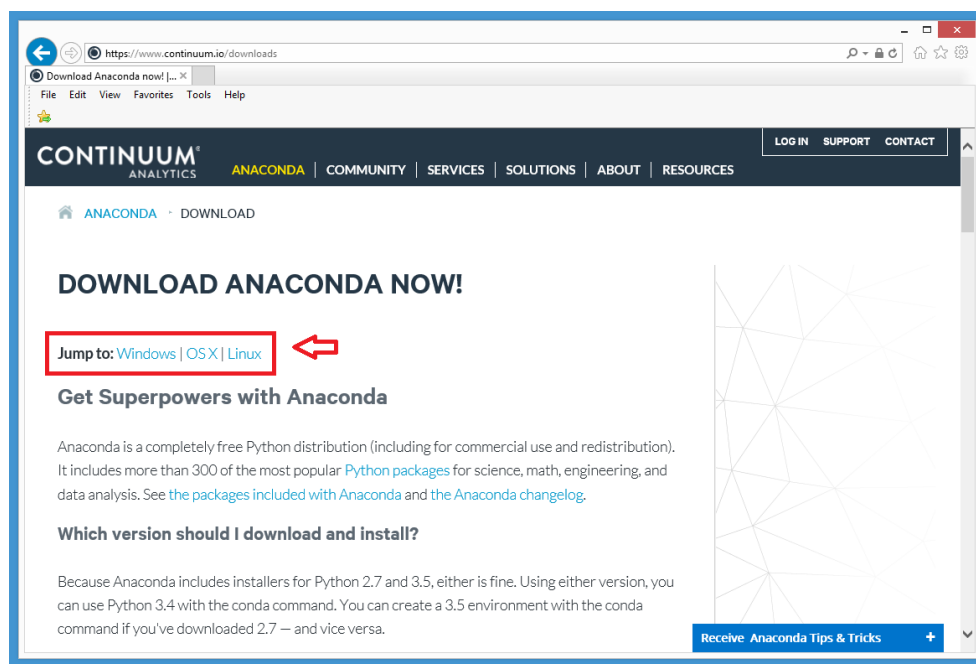 https://www.continuum.io/downloads
Download Anaconda now! |...
File Edit View Favorites Tools Help
LOG IN SUPPORT CONTACT
CONTINUUM®
ANALYTICS
ANACONDA | COMMUNITY | SERVICES | SOLUTIONS | ABOUT | RESOURCES
ANACONDA DOWNLOAD
DOWNLOAD ANACONDA NOW!
Jump to: Windows | OS X | Linux
Get Superpowers with Anaconda
Anaconda is a completely free Python distribution (including for commercial use and redistribution).
It includes more than 300 of the most popular Python packages for science, math, engineering, and
data analysis. See the packages included with Anaconda and the Anaconda changelog.
Which version should I download and install?
Because Anaconda includes installers for Python 2.7 and 3.5, either is fine. Using either version, you
can use Python 3.4 with the conda command. You can create a 3.5 environment with the conda
command if you've downloaded 2.7 — and vice versa.
Receive Anaconda Tips & Tricks +